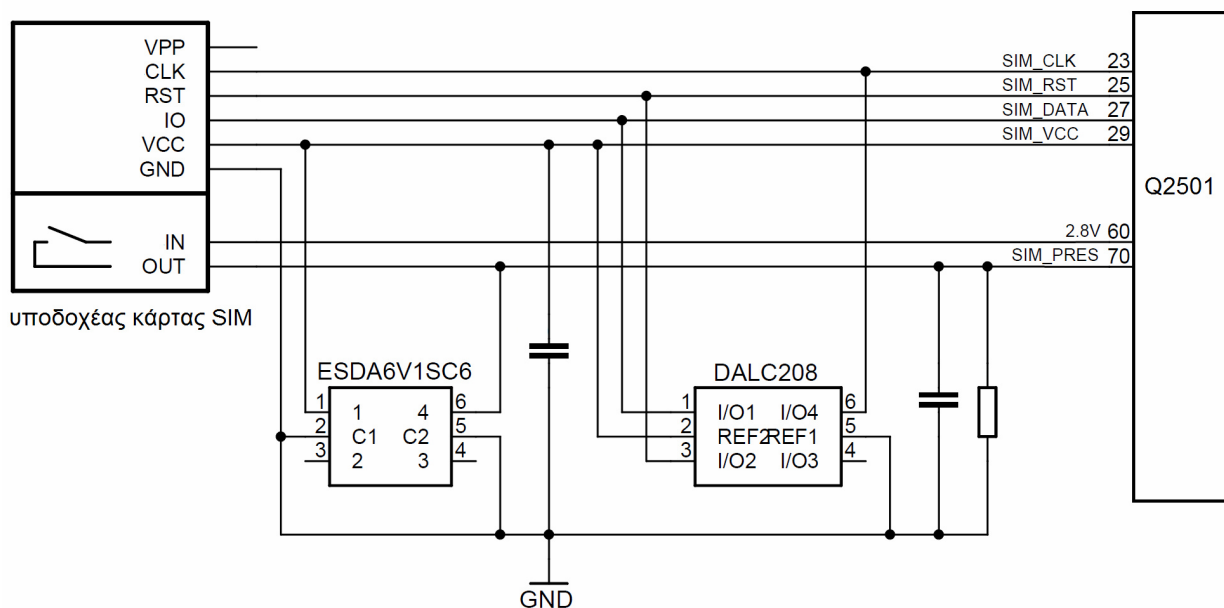 VPP
CLK
RST
IO
VCC
GND
IN
OUT
υποδοχέας κάρτας SIM
SIM_CLK 23
SIM_RST 25
SIM_DATA 27
SIM_VCC 29
Q2501
2.8V 60
SIM_PRES 70
ESDA6V1SC6
1 1 4 6
2 C1 C2 5
3 2 3 4
DALC208
1 I/O1 I/O4 6
2 REF2 REF1 5
3 I/O2 I/O3 4
GND